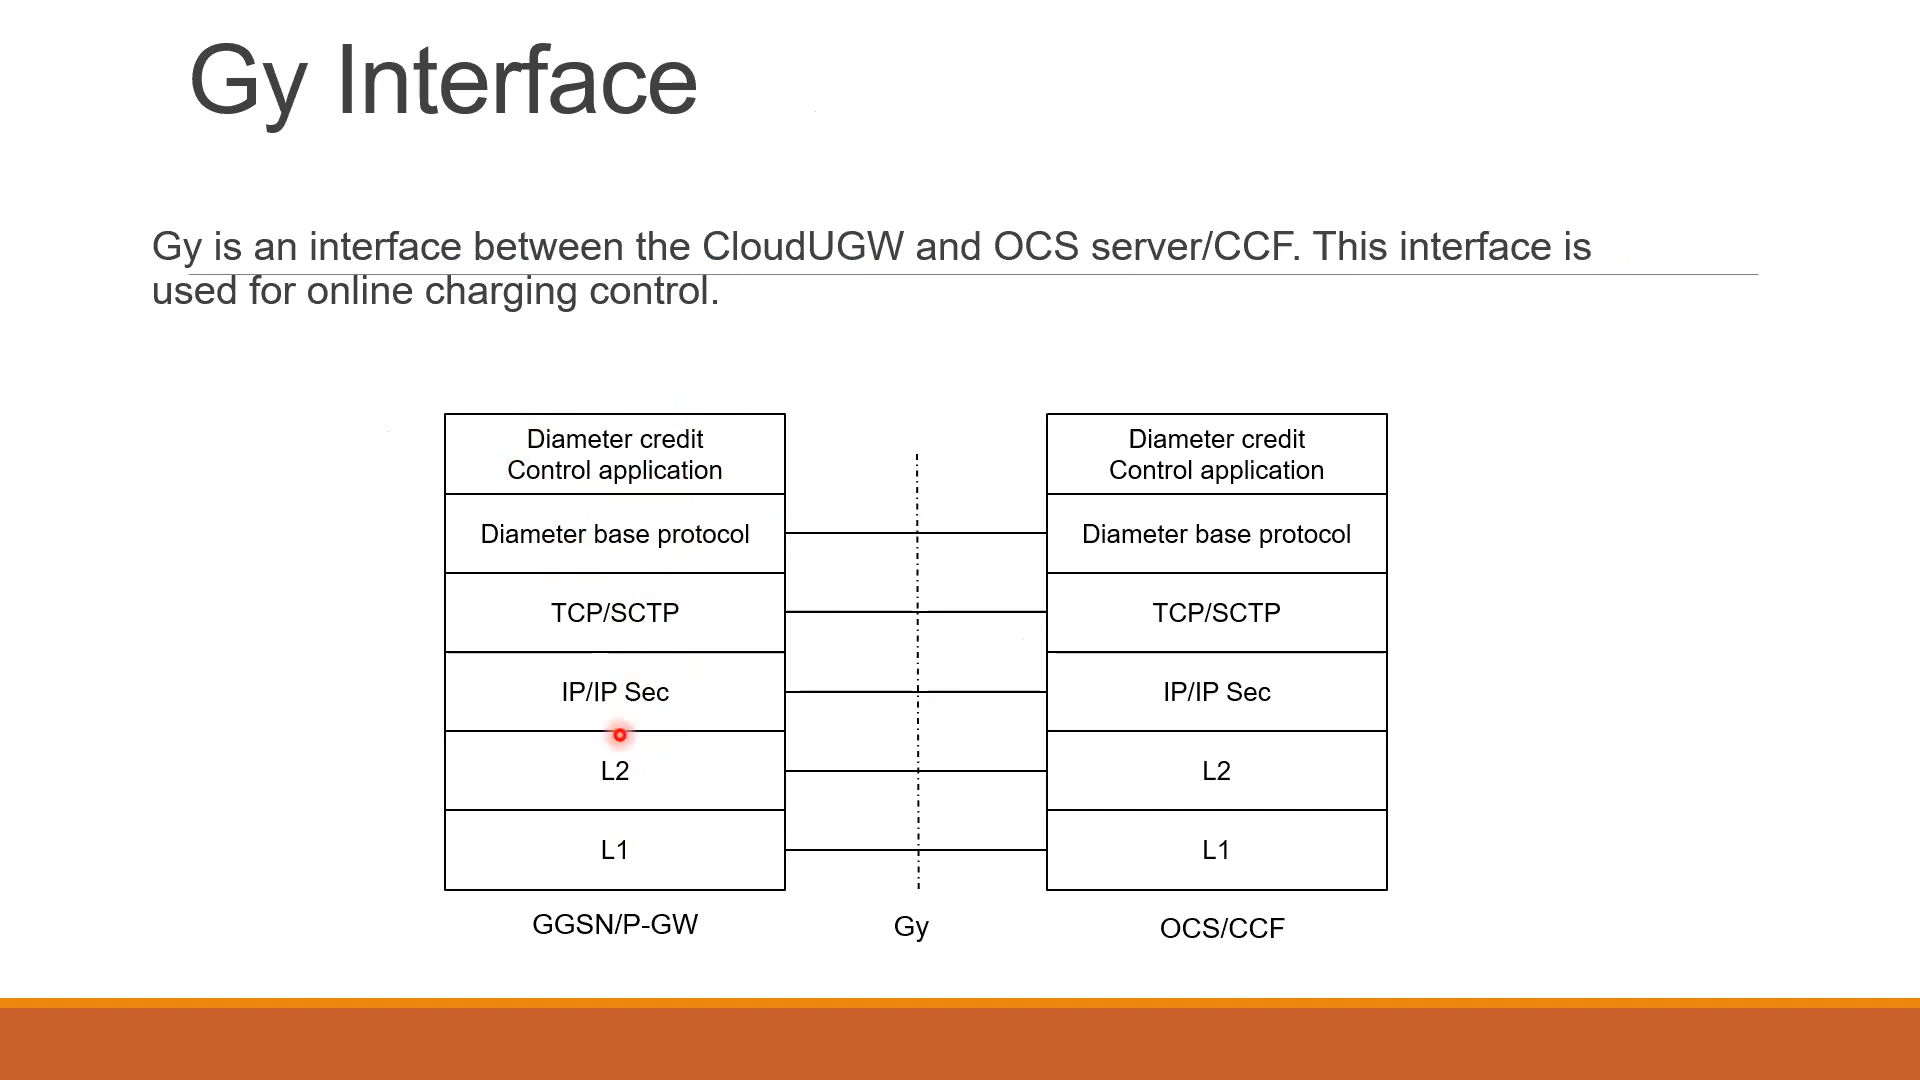 Gy Interface
Gy is an interface between the CloudUGW and OCS server/CCF. This interface is
used for online charging control.
Diameter credit
Control application
Diameter base protocol
TCP/SCTP
IP/IP Sec
L2
L1
GGSN/P-GW
Gy
Diameter credit
Control application
Diameter base protocol
TCP/SCTP
IP/IP Sec
L2
L1
OCS/CCF